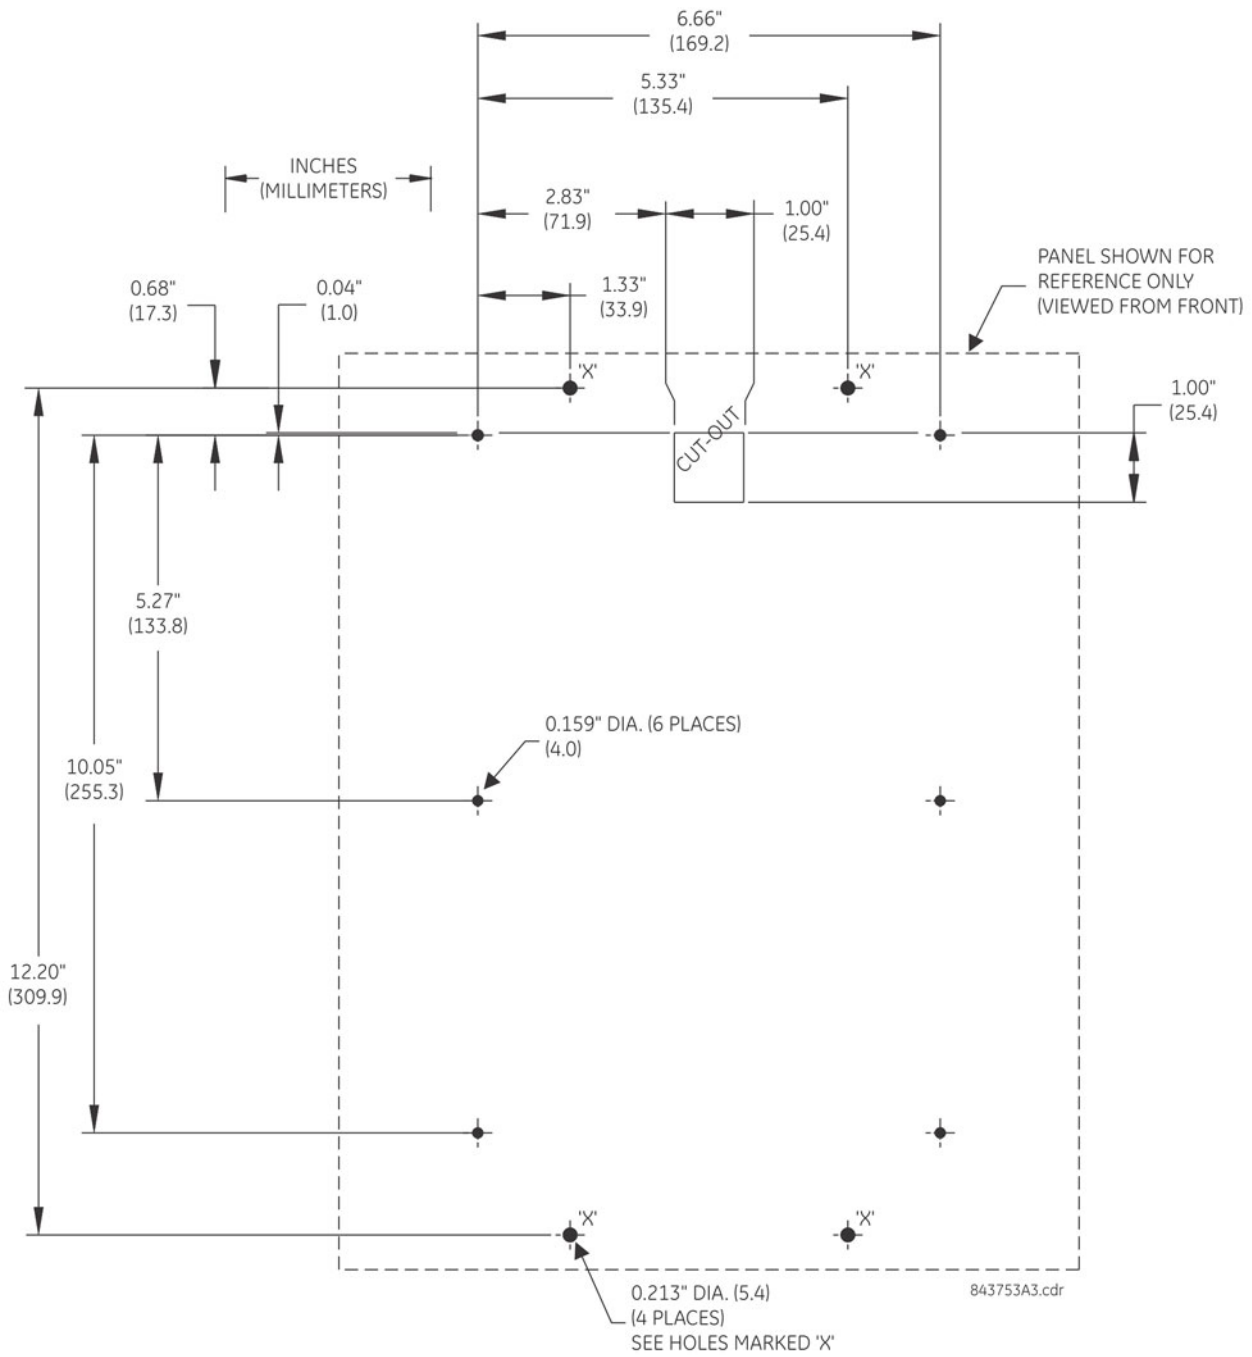 6.66"
(169.2)
5.33"
(135.4)
INCHES
(MILLIMETERS)
2.83"
(71.9)
1.00"
(25.4)
PANEL SHOWN FOR
REFERENCE ONLY
(VIEWED FROM FRONT)
0.68"
(17.3)
0.04"
(1.0)
1.33"
(33.9)
'X'
'X'
1.00"
(25.4)
CUT-OUT
5.27"
(133.8)
0.159" DIA. (6 PLACES)
(4.0)
10.05"
(255.3)
12.20"
(309.9)
'X'
'X'
0.213" DIA. (5.4)
(4 PLACES)
SEE HOLES MARKED 'X'
843753A3.cdr